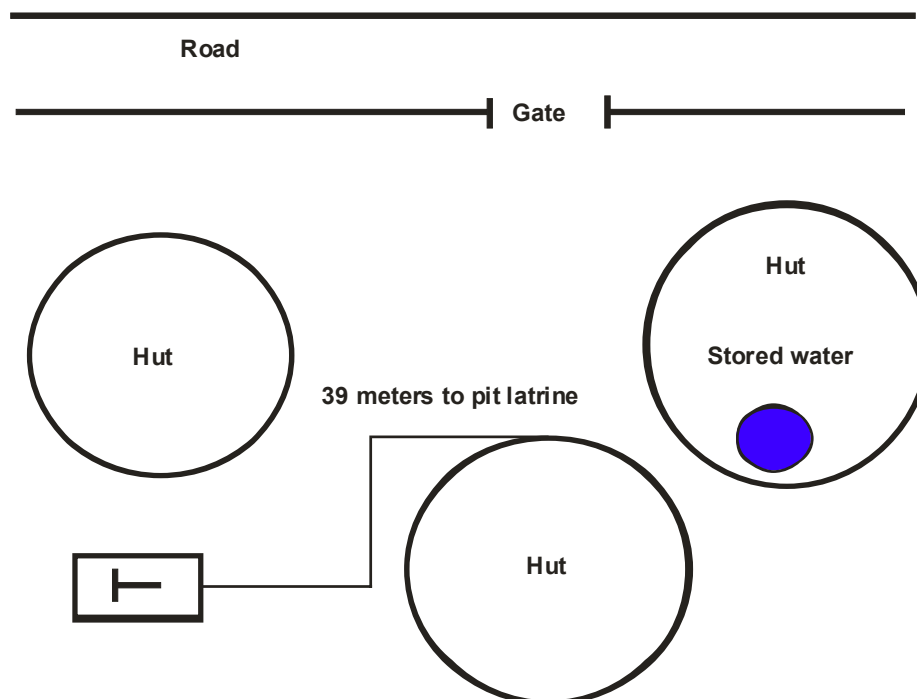 Road
Gate
Hut
Hut
Stored water
39 meters to pit latrine
Hut
T